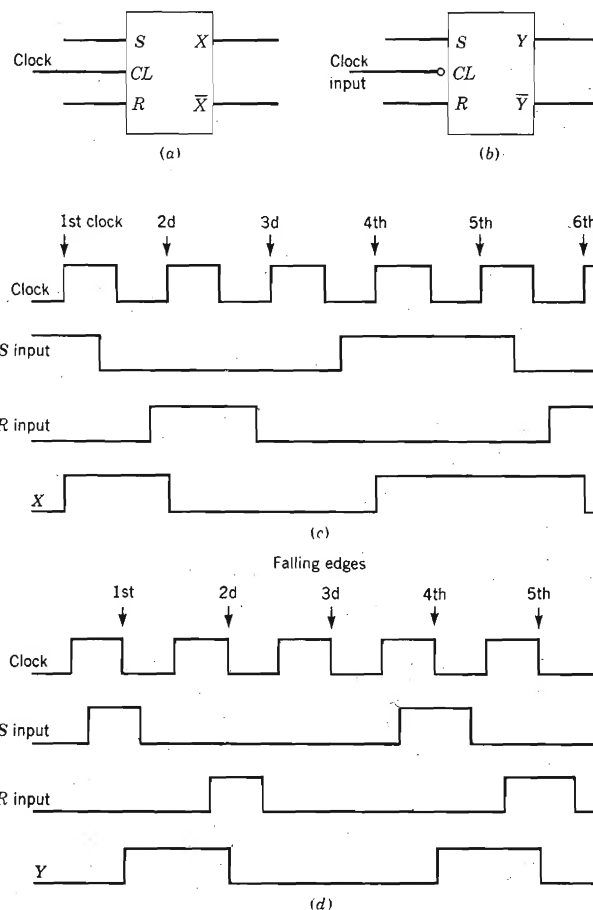 S X S Y
Clock CL Clock CL
input
R X̅ R Y̅
(a) (b)
1st clock 2d 3d 4th 5th 6th
Clock
S input
R input
X
(c)
Falling edges
1st 2d 3d 4th 5th
Clock
S input
R input
Y
(d)